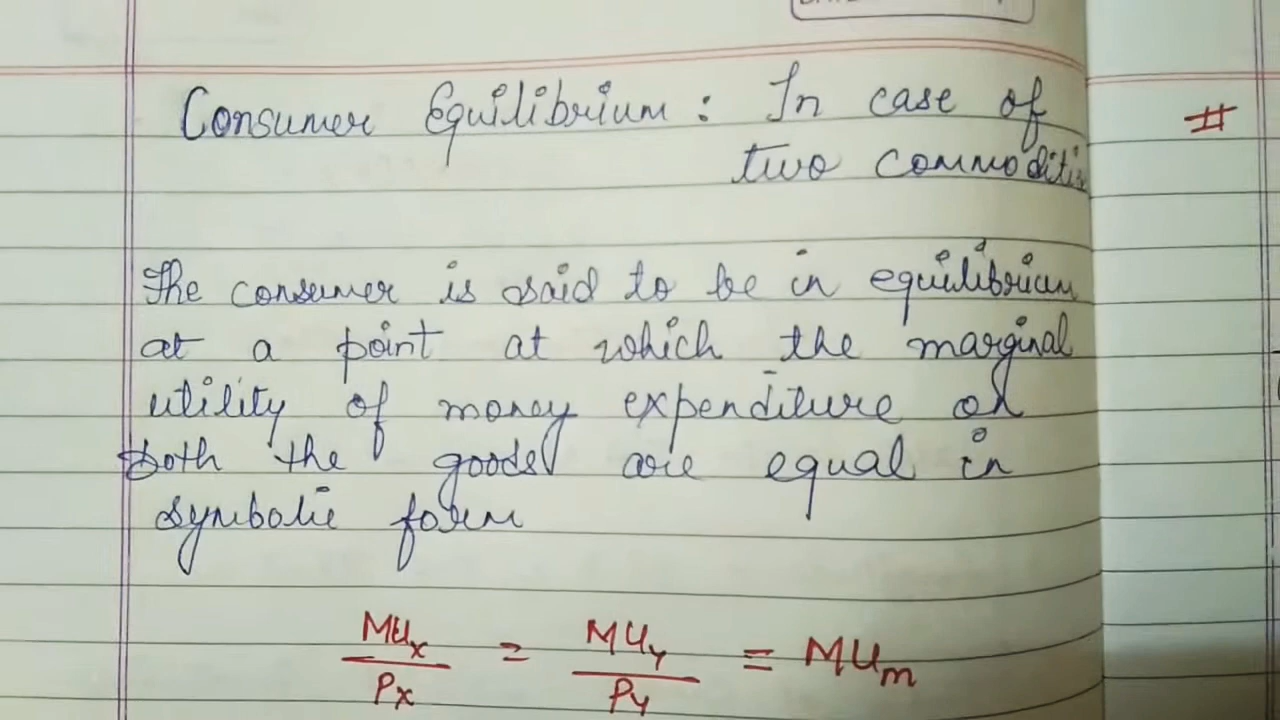 Consumer Equilibrium : In case of
two commoditi
#
The consumer is said to be in equilibrium
at a point at which the marginal
utility of money expenditure on
both the goods are equal in
symbolic form
MUx/Px = MUy/Py = MUm